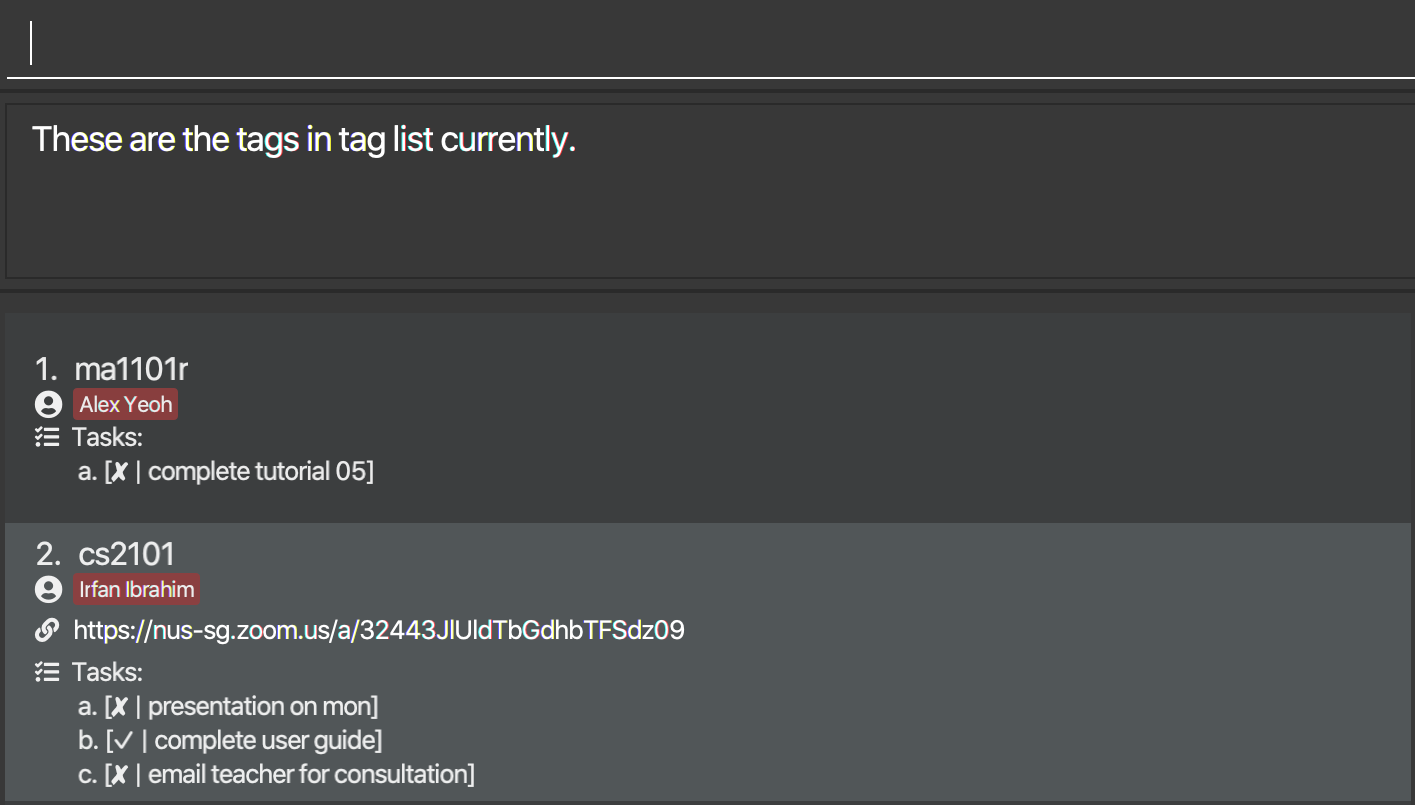 These are the tags in tag list currently.
1. ma1101r
Alex Yeoh
Tasks:
a. [✘ | complete tutorial 05]
2. cs2101
Irfan Ibrahim
https://nus-sg.zoom.us/a/32443JlUldTbGdhbTFSdz09
Tasks:
a. [✘ | presentation on mon]
b. [✓ | complete user guide]
c. [✘ | email teacher for consultation]